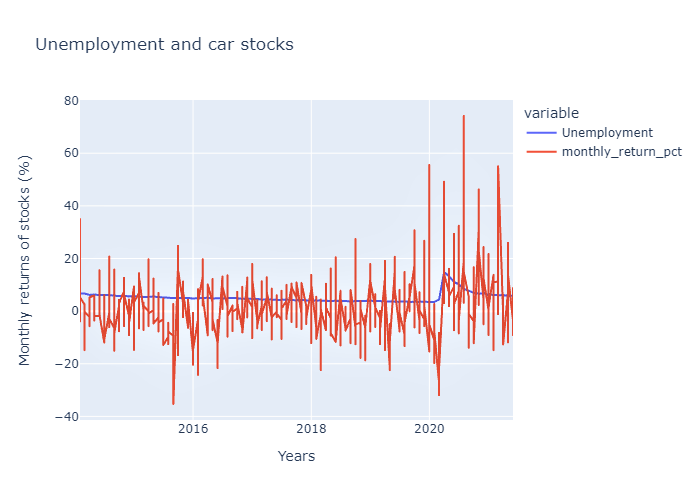 Unemployment and car stocks
variable
Unemployment
monthly_return_pct
Monthly returns of stocks (%)
80
60
40
20
0
−20
−40
2016
2018
2020
Years